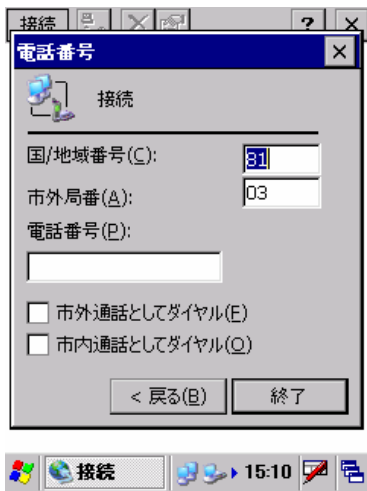 接続 ? ×
電話番号 ×
接続
国/地域番号(C): 81
市外局番(A): 03
電話番号(P):
市外通話としてダイヤル(F)
市内通話としてダイヤル(O)
< 戻る(B) 終了
接続 15:10